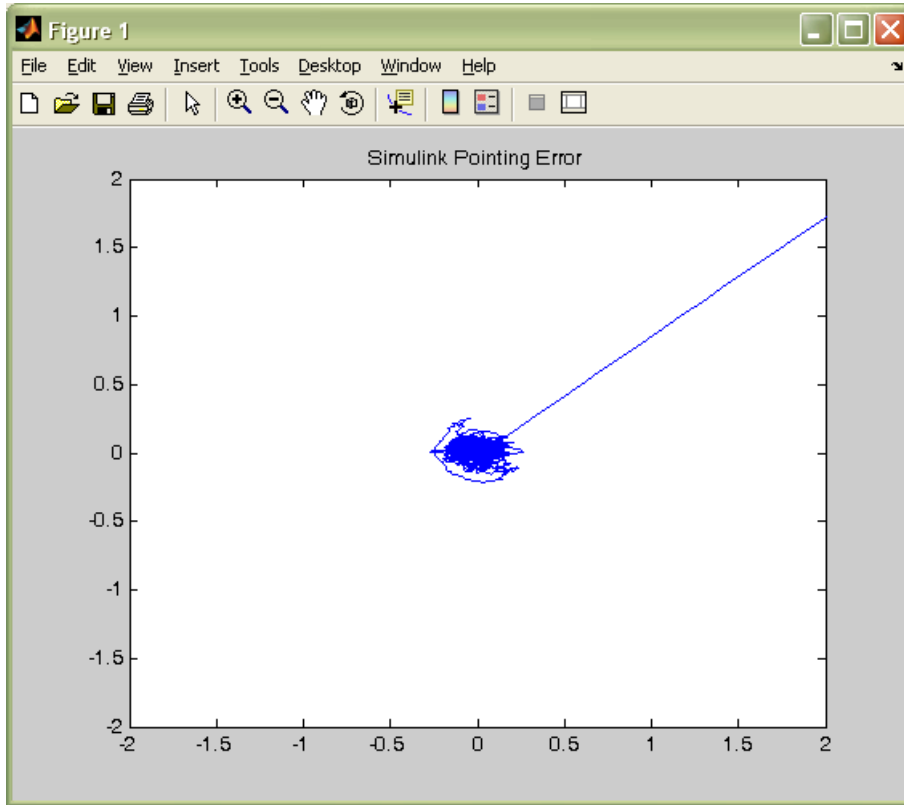 Figure 1
File Edit View Insert Tools Desktop Window Help
Simulink Pointing Error
2
1.5
1
0.5
0
-0.5
-1
-1.5
-2
-2 -1.5 -1 -0.5 0 0.5 1 1.5 2